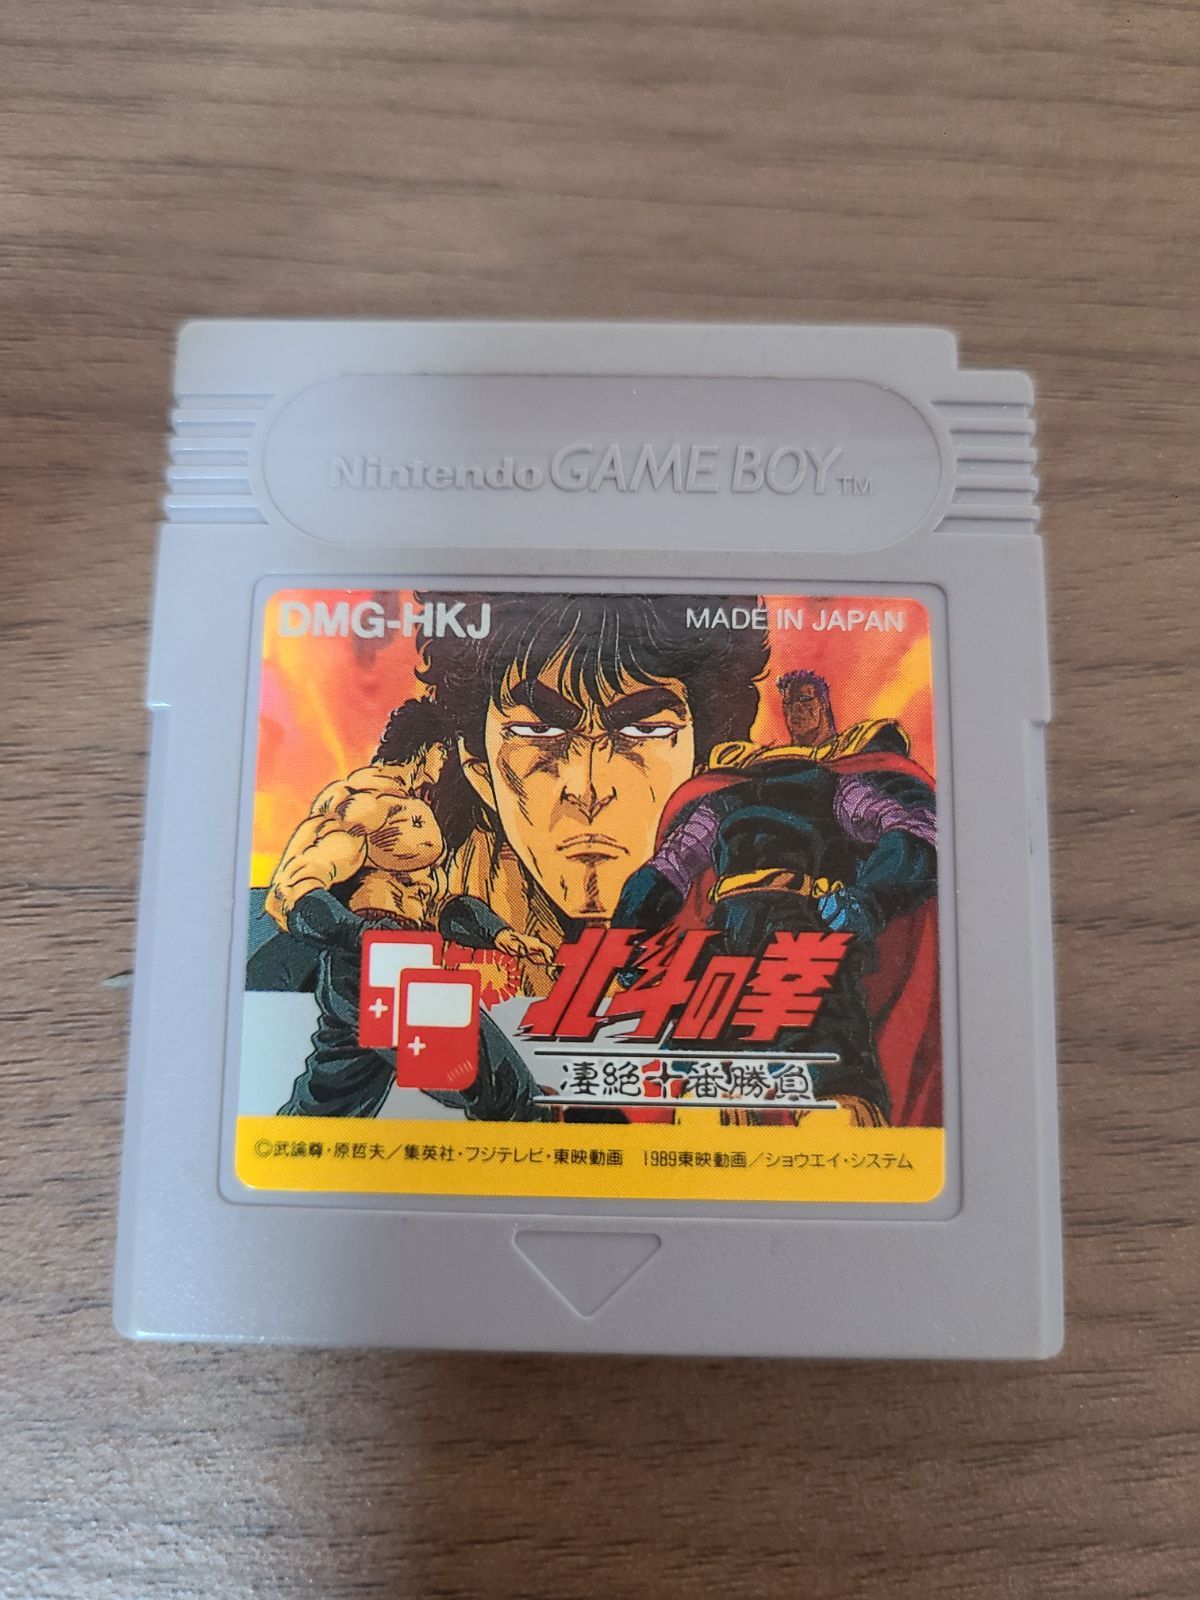 Nintendo GAME BOY TM
DMG-HKJ
MADE IN JAPAN
北斗の拳
凄絶十番勝負
©武論尊・原哲夫／集英社・フジテレビ・東映動画 1989東映動画／ショウエイ・システム